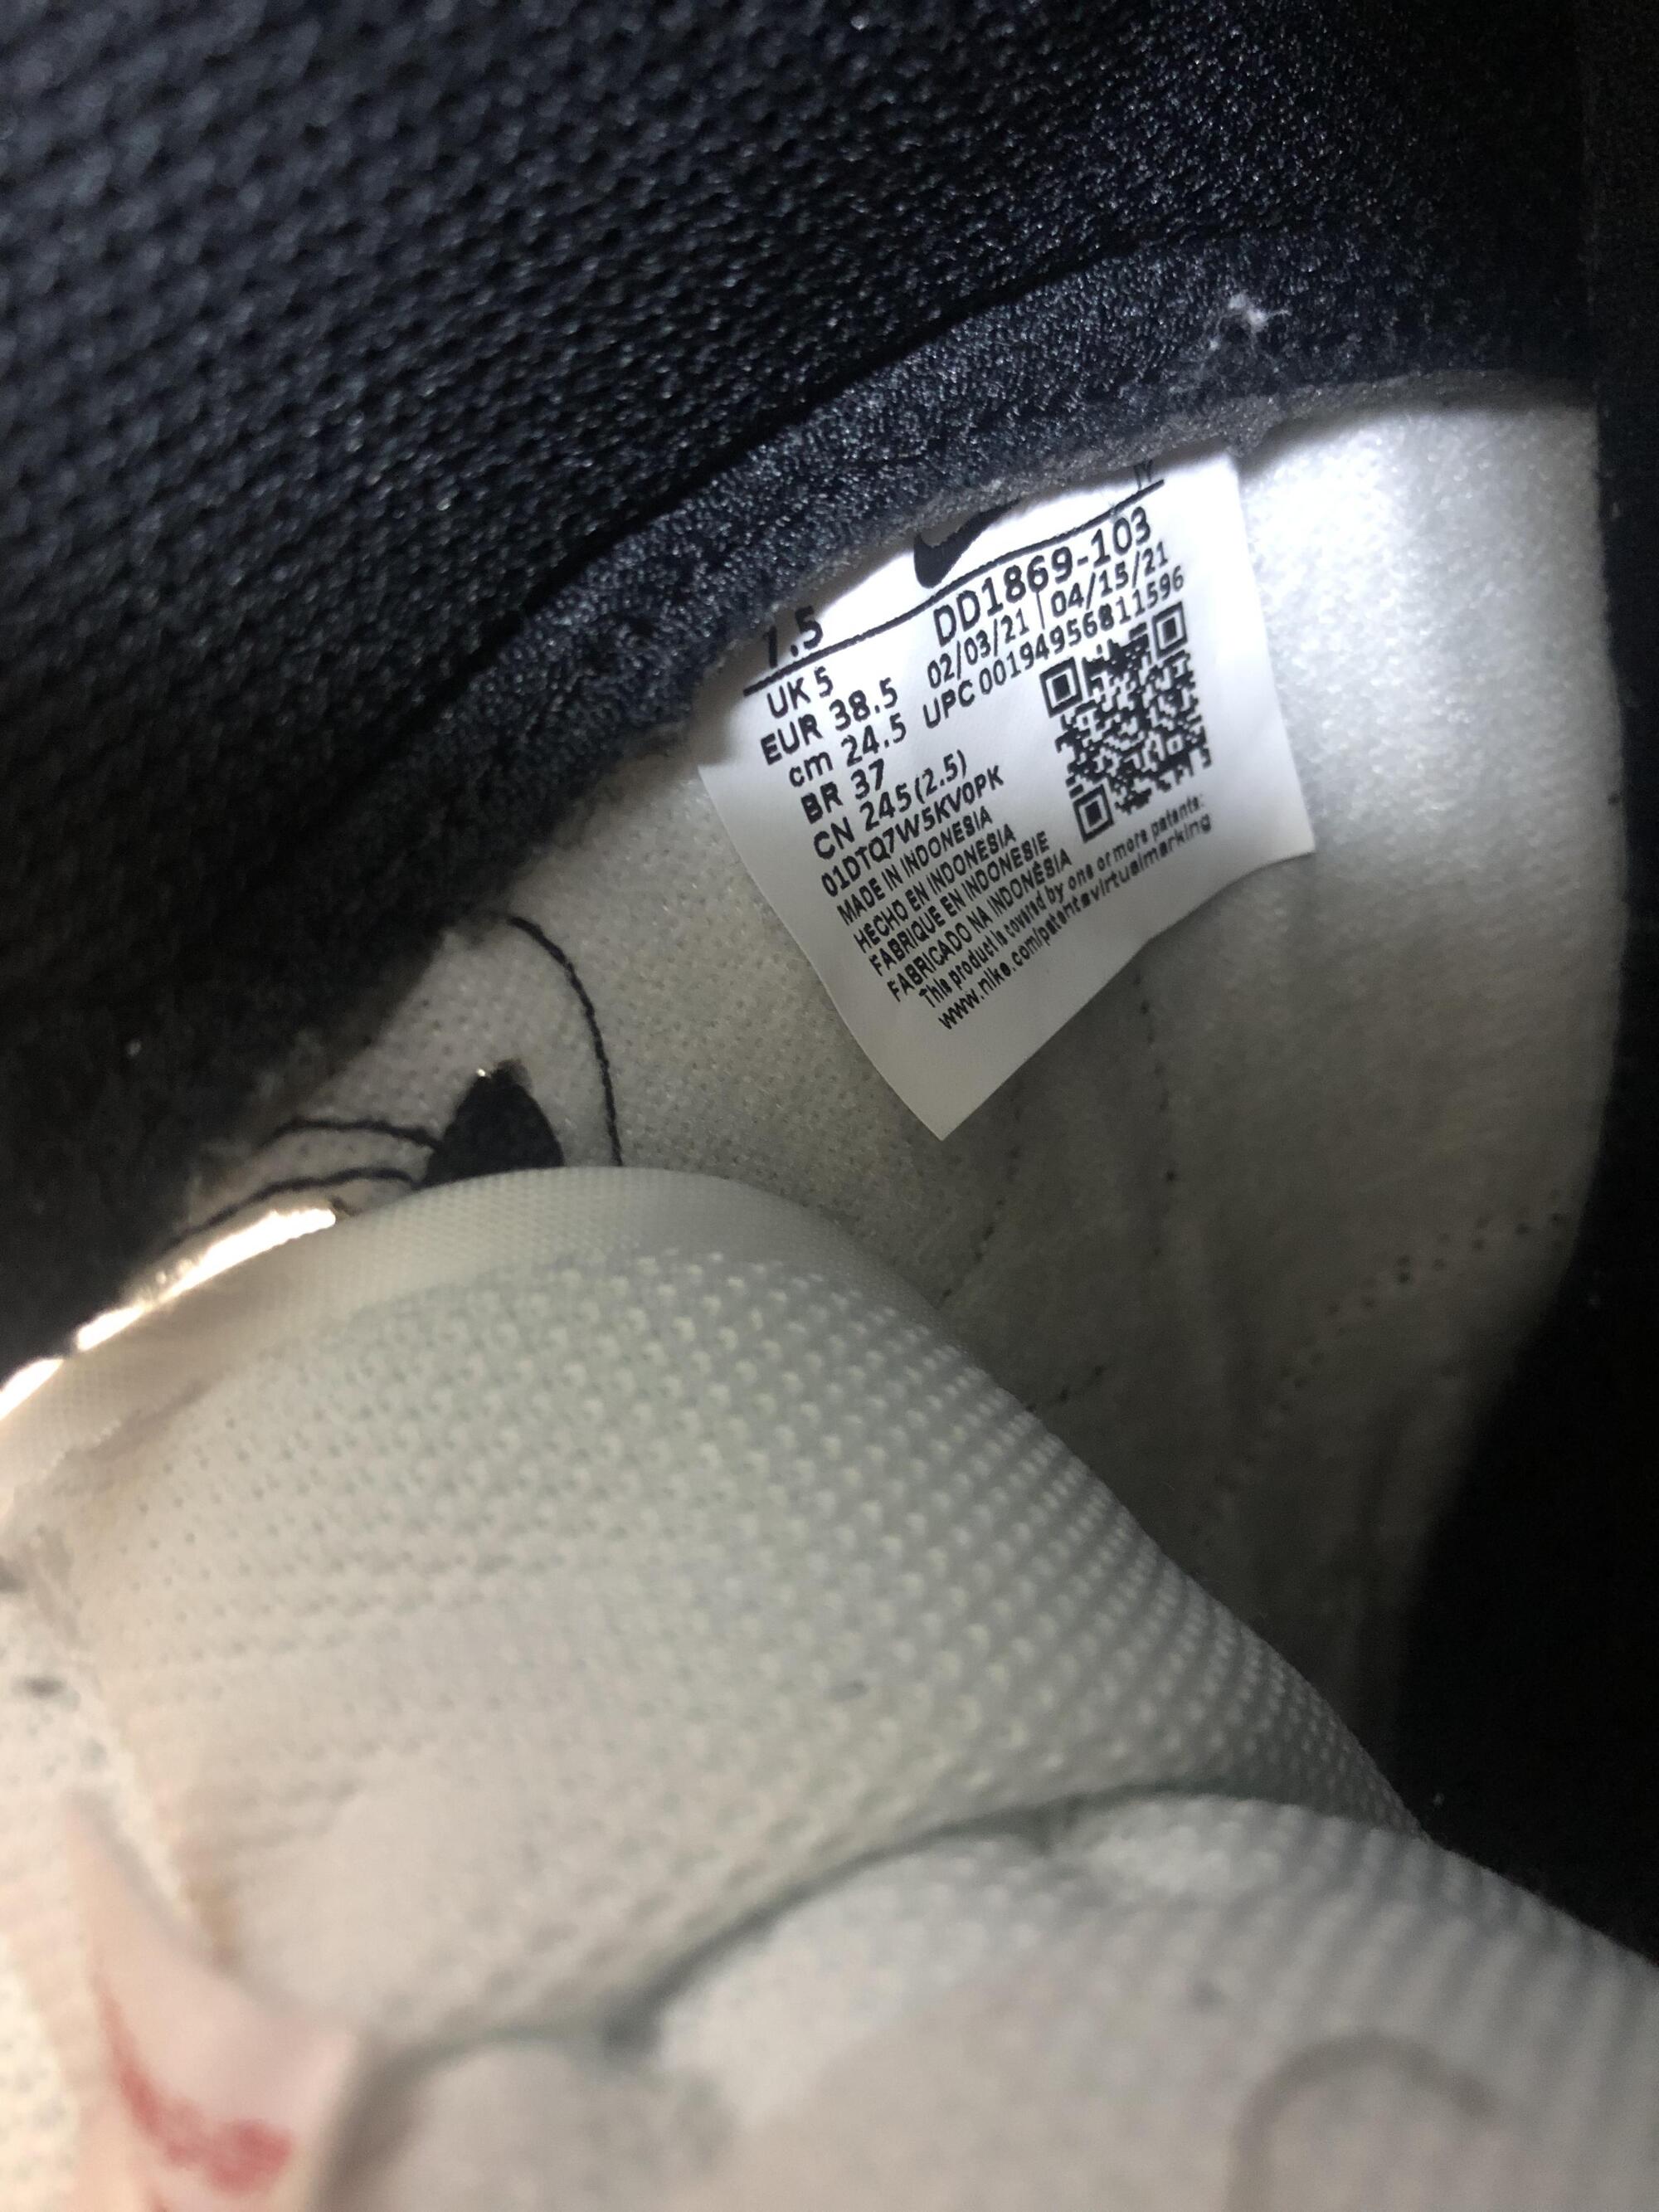 7.5
DD1869-103
UK 5
02/03/21 | 04/15/21
EUR 38.5
UPC 00194956811596
cm 24.5
BR 37
CN 245(2.5)
01DTQ7W5KV0PK
MADE IN INDONESIA
HECHO EN INDONESIA
FABRIQUE EN INDONESIE
FABRICADO NA INDONÉSIA
This product is covered by one or more patents:
www.nike.com/patentsvirtualmarking